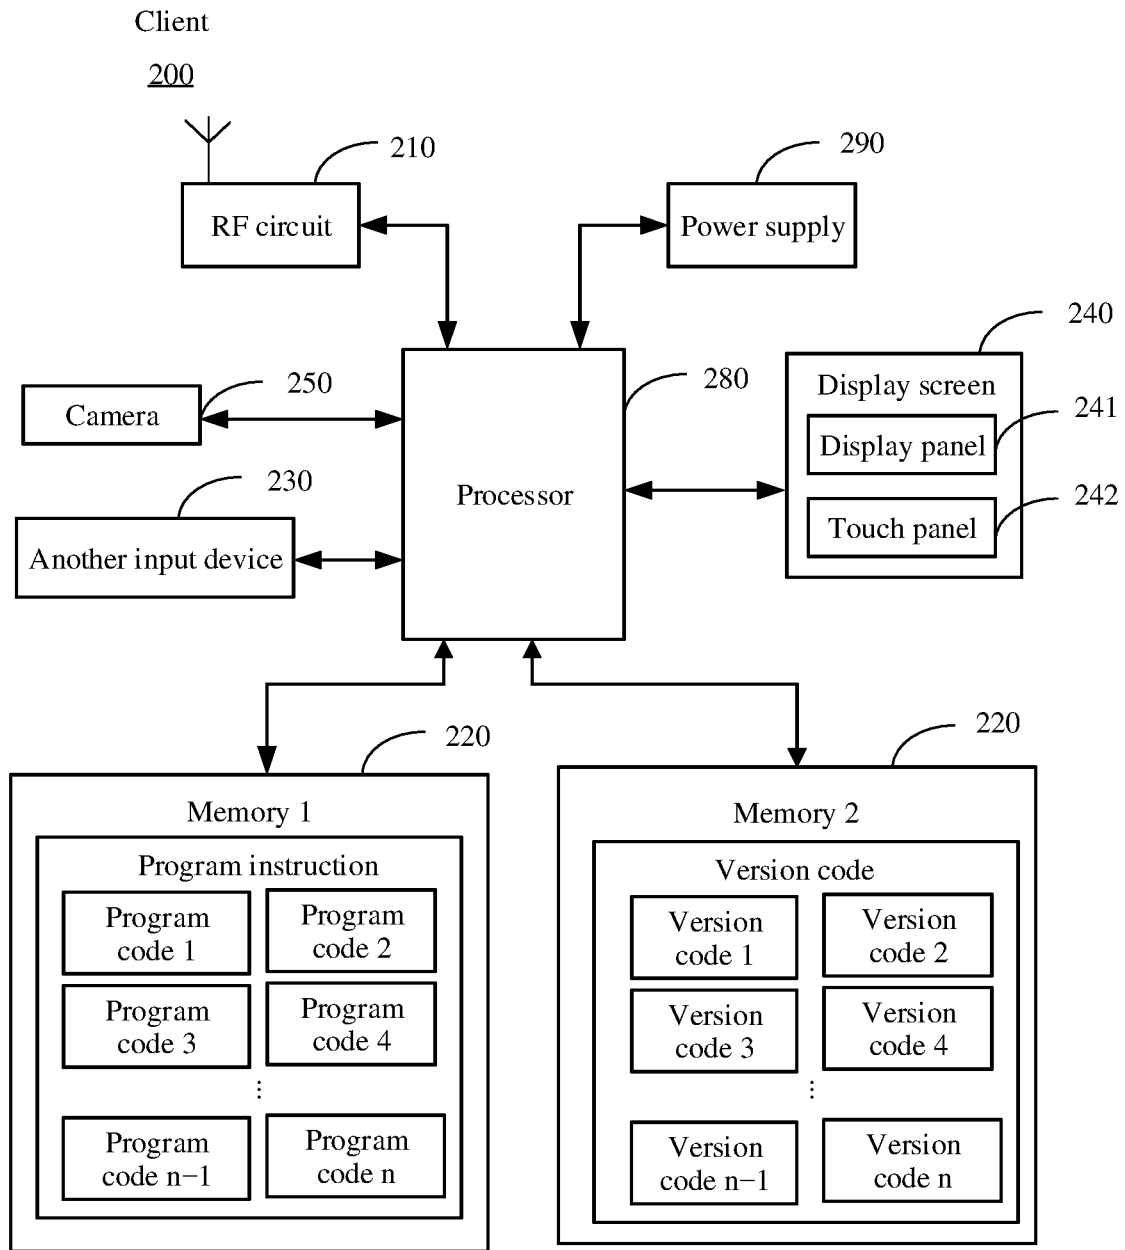 Client
200
210
RF circuit
290
Power supply
250
Camera
280
240
Display screen
241
Display panel
242
Touch panel
230
Another input device
Processor
220
Memory 1
Program instruction
Program
code 1
Program
code 2
Program
code 3
Program
code 4
⋮
Program
code n−1
Program
code n
220
Memory 2
Version code
Version
code 1
Version
code 2
Version
code 3
Version
code 4
⋮
Version
code n−1
Version
code n